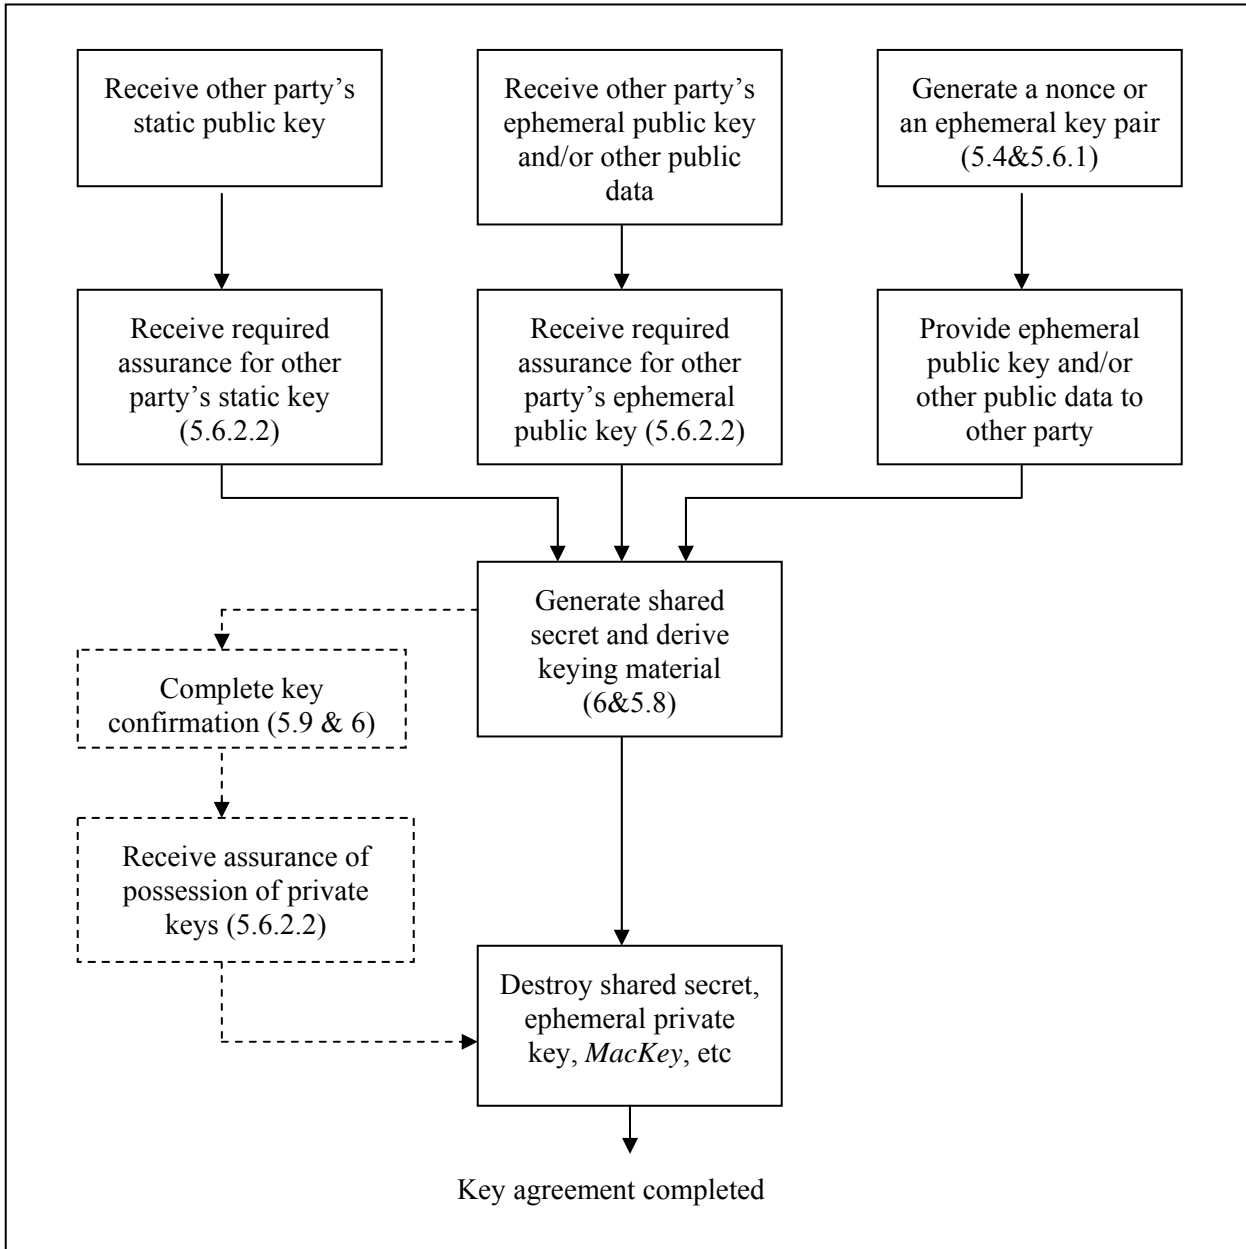 Receive other party’s
static public key
Receive other party’s
ephemeral public key
and/or other public
data
Generate a nonce or
an ephemeral key pair
(5.4&5.6.1)
Receive required
assurance for other
party’s static key
(5.6.2.2)
Receive required
assurance for other
party’s ephemeral
public key (5.6.2.2)
Provide ephemeral
public key and/or
other public data to
other party
Generate shared
secret and derive
keying material
(6&5.8)
Complete key
confirmation (5.9 & 6)
Receive assurance of
possession of private
keys (5.6.2.2)
Destroy shared secret,
ephemeral private
key, MacKey, etc
Key agreement completed